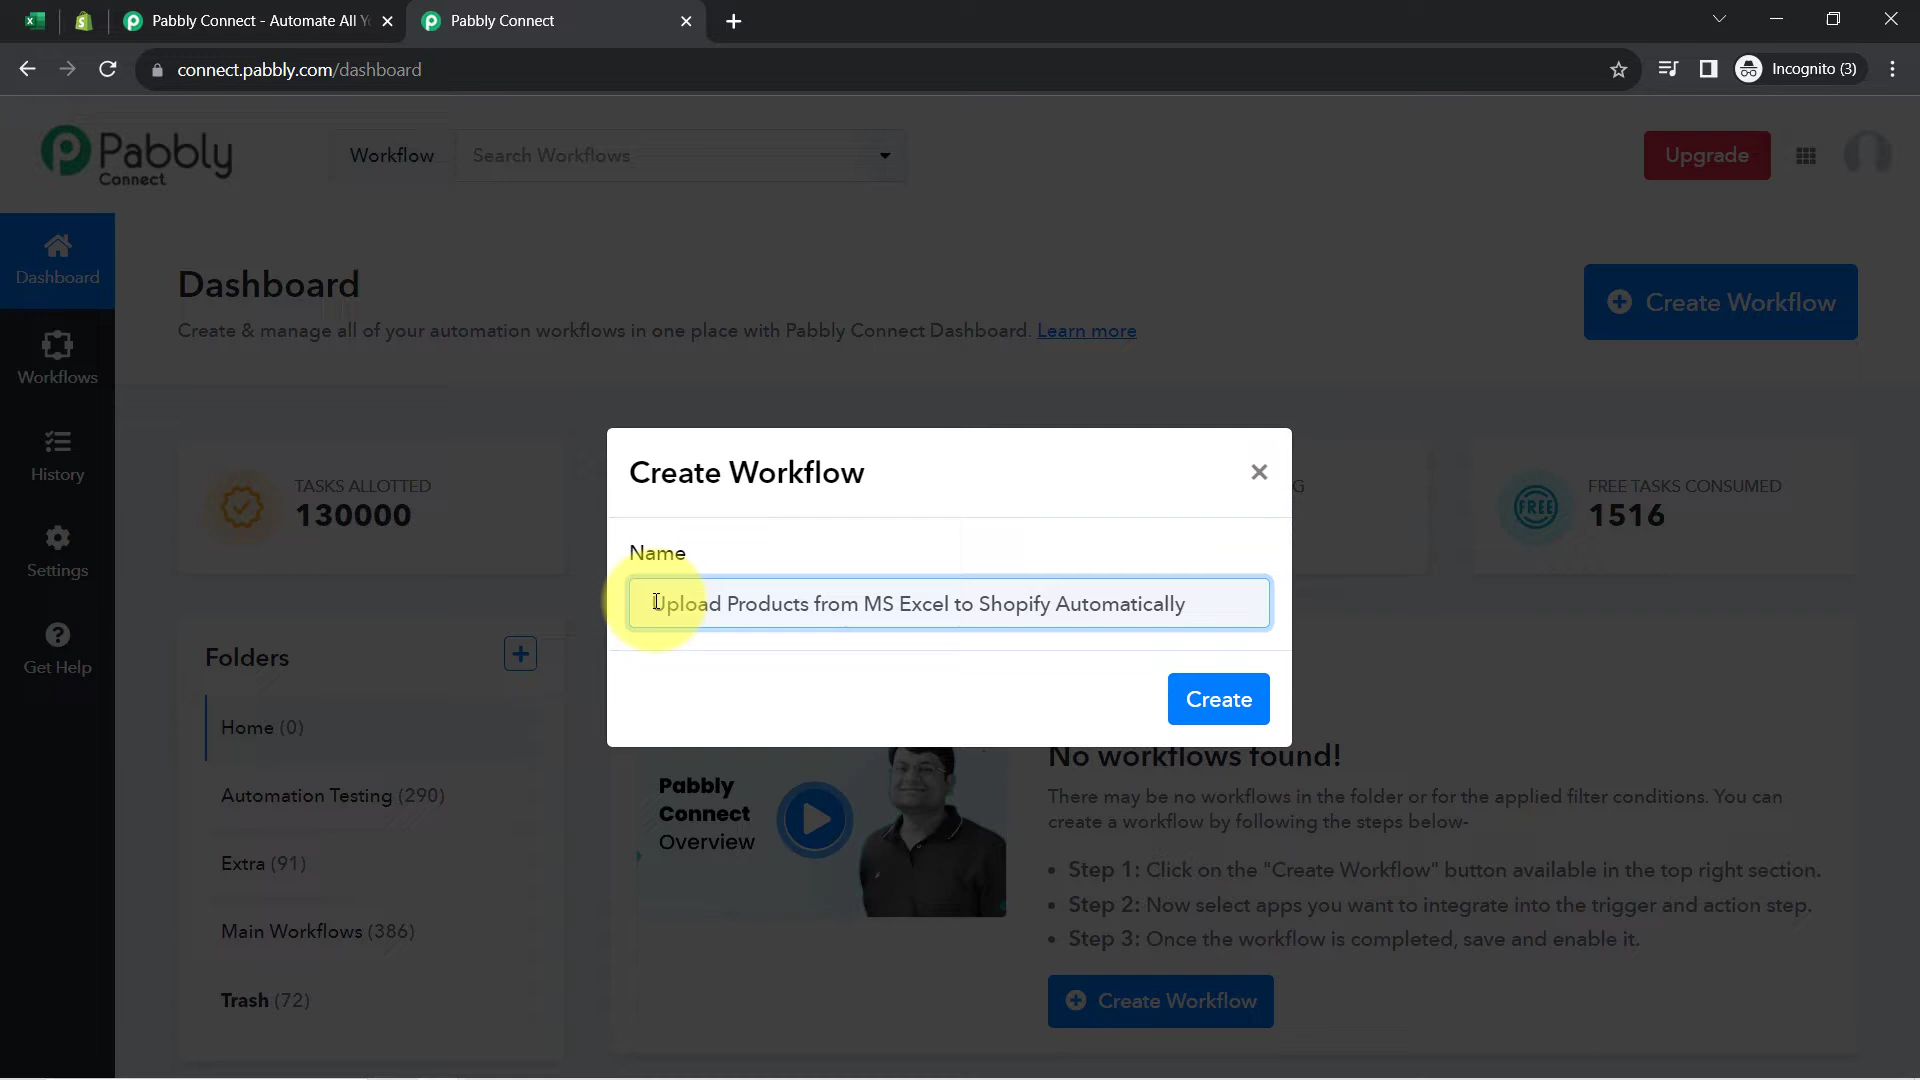 Pabbly Connect - Automate All Y
Pabbly Connect
connect.pabbly.com/dashboard
Incognito (3)
Pabbly
Connect
Workflow
Search Workflows
Upgrade
Dashboard
Workflows
History
Settings
Get Help
Dashboard
Create & manage all of your automation workflows in one place with Pabbly Connect Dashboard. Learn more
Create Workflow
TASKS ALLOTTED
130000
G
FREE TASKS CONSUMED
FREE
1516
Create Workflow
Name
Upload Products from MS Excel to Shopify Automatically
Create
Folders
Home (0)
Automation Testing (290)
Extra (91)
Main Workflows (386)
Trash (72)
Pabbly
Connect
Overview
No workflows found!
There may be no workflows in the folder or for the applied filter conditions. You can
create a workflow by following the steps below-
• Step 1: Click on the "Create Workflow" button available in the top right section.
• Step 2: Now select apps you want to integrate into the trigger and action step.
• Step 3: Once the workflow is completed, save and enable it.
Create Workflow